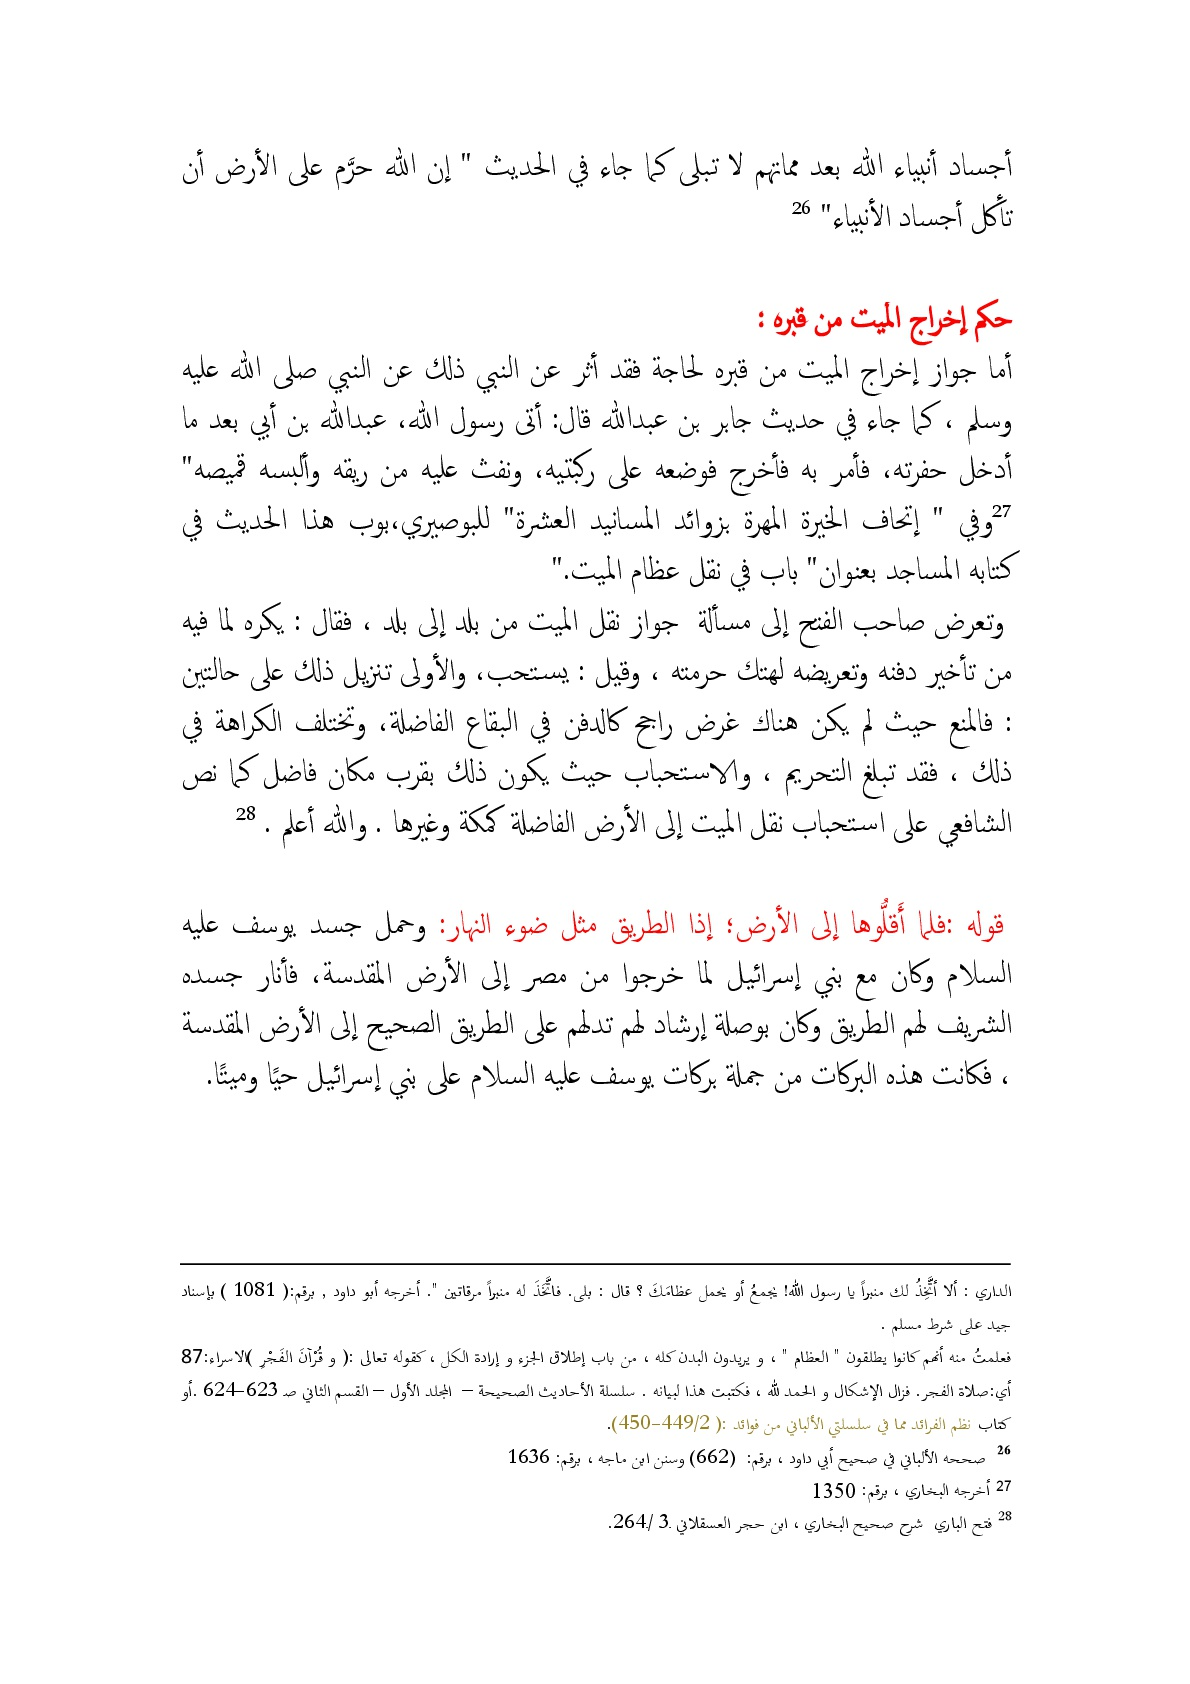 أجساد أنبياء الله بعد مماتهم لا تبلى كما جاء في الحديث " إن الله حرَّم على الأرض أن
تأكل أجساد الأنبياء" 26
حكم إخراج الميت من قبره :
أما جواز إخراج الميت من قبره لحاجة فقد أثر عن النبي ذلك عن النبي صلى الله عليه
وسلم ، كما جاء في حديث جابر بن عبدالله قال: أتى رسول الله، عبدالله بن أبي بعد ما
أدخل حفرته، فأمر به فأخرج فوضعه على ركبتيه، ونفث عليه من ريقه وألبسه قميصه"
27وفي " إتحاف الخيرة المهرة بزوائد المسانيد العشرة" للبوصيري،بوب هذا الحديث في
كتابه المساجد بعنوان" باب في نقل عظام الميت."
وتعرض صاحب الفتح إلى مسألة جواز نقل الميت من بلد إلى بلد ، فقال : يكره لما فيه
من تأخير دفنه وتعريضه لهتك حرمته ، وقيل : يستحب، والأولى تنزيل ذلك على حالتين
: فالمنع حيث لم يكن هناك غرض راجح كالدفن في البقاع الفاضلة، وتختلف الكراهة في
ذلك ، فقد تبلغ التحريم ، والاستحباب حيث يكون ذلك بقرب مكان فاضل كما نص
الشافعي على استحباب نقل الميت إلى الأرض الفاضلة كمكة وغيرها . والله أعلم . 28
قوله :فلما أَقلُّوها إلى الأرض؛ إذا الطريق مثل ضوء النهار: وحمل جسد يوسف عليه
السلام وكان مع بني إسرائيل لما خرجوا من مصر إلى الأرض المقدسة، فأنار جسده
الشريف لهم الطريق وكان بوصلة إرشاد لهم تدلهم على الطريق الصحيح إلى الأرض المقدسة
، فكانت هذه البركات من جملة بركات يوسف عليه السلام على بني إسرائيل حيًا وميتًا.
الداري : ألا أتَّخِذُ لك منبراً يا رسول الله! يجمعُ أو يحمل عظامَكَ ؟ قال : بلى. فاتَّخَذَ له منبراً مرقاتين ". أخرجه أبو داود , برقم:( 1081 ) بإسناد
جيد على شرط مسلم .
فعلمتُ منه أنهم كانوا يطلقون " العظام " ، و يريدون البدن كله ، من باب إطلاق الجزء و إرادة الكل ، كقوله تعالى :( و قُرْآنَ الفَجْرِ )الاسراء:87
أي:صلاة الفجر. فزال الإشكال و الحمد لله ، فكتبت هذا لبيانه . سلسلة الأحاديث الصحيحة – المجلد الأول – القسم الثاني صـ 623-624 .أو
كتاب نظم الفرائد مما في سلسلتي الألباني من فوائد :( 449/2-450).
26 صححه الألباني في صحيح أبي داود ، برقم: (662) وسنن ابن ماجه ، برقم: 1636
27 أخرجه البخاري ، برقم: 1350
28 فتح الباري شرح صحيح البخاري ، ابن حجر العسقلاني .3 /264.